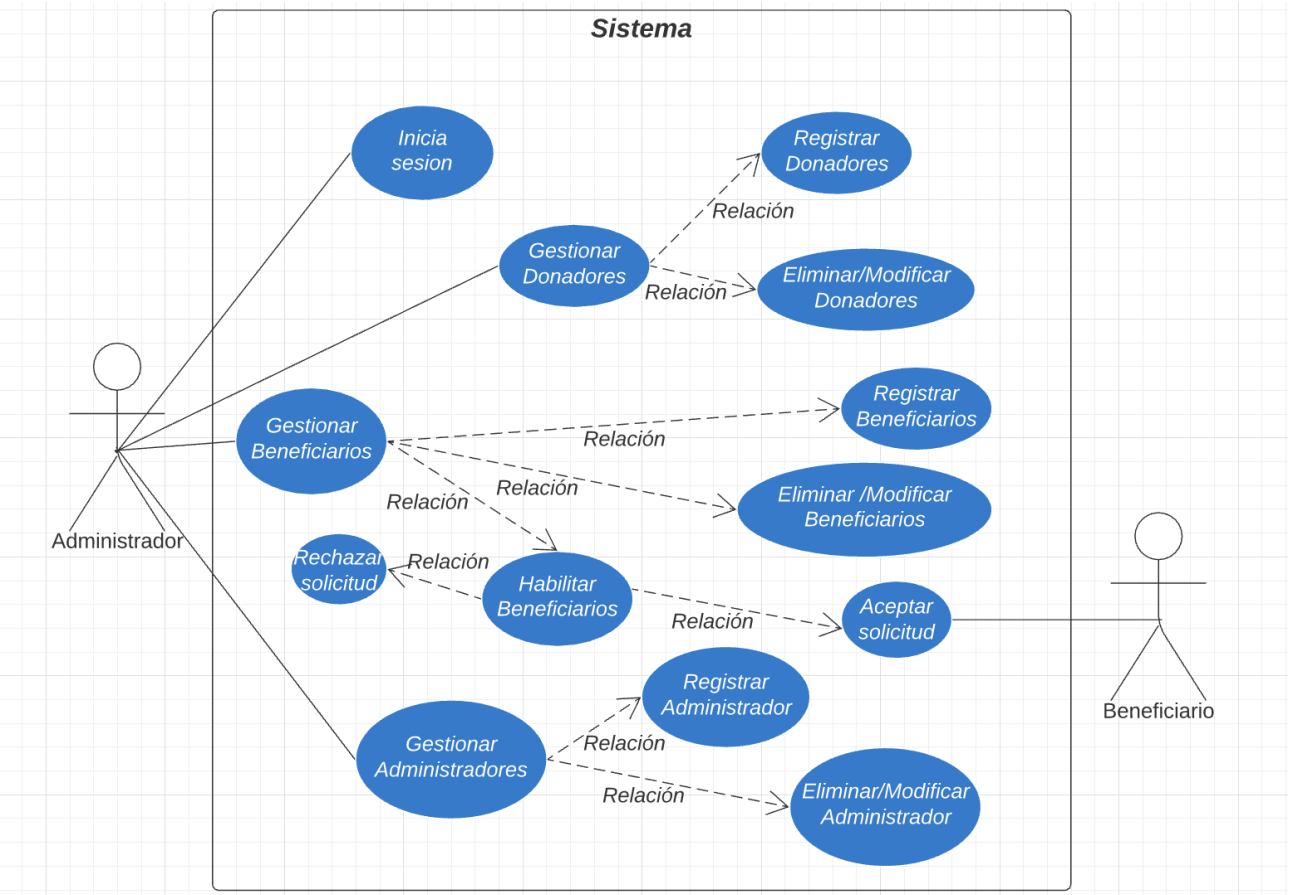 Sistema
Inicia
sesion
Registrar
Donadores
Relación
Gestionar
Donadores
Eliminar/Modificar
Donadores
Relación
Registrar
Beneficiarios
Gestionar
Beneficiarios
Relación
Relación
Relación
Eliminar /Modificar
Beneficiarios
Administrador
Rechazar
solicitud
Relación
Habilitar
Beneficiarios
Relación
Aceptar
solicitud
Registrar
Administrador
Beneficiario
Gestionar
Administradores
Relación
Relación
Eliminar/Modificar
Administrador